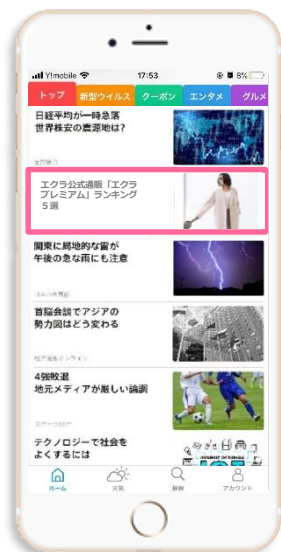 Y!mobile
17:53
8%
トップ
新型ウイルス
クーポン
エンタメ
グルメ
日経平均が一時急落
世界株安の震源地は?
エクラ公式通販「エクラ
プレミアム」ランキング
5選
関東に局地的な雷が
午後の急な雨にも注意
首脳会談でアジアの
勢力図はどう変わる
4強敗退
地元メディアが厳しい論調
テクノロジーで社会を
よくするには
INTERNET OF THINGS
ホーム
天気
検索
アカウント